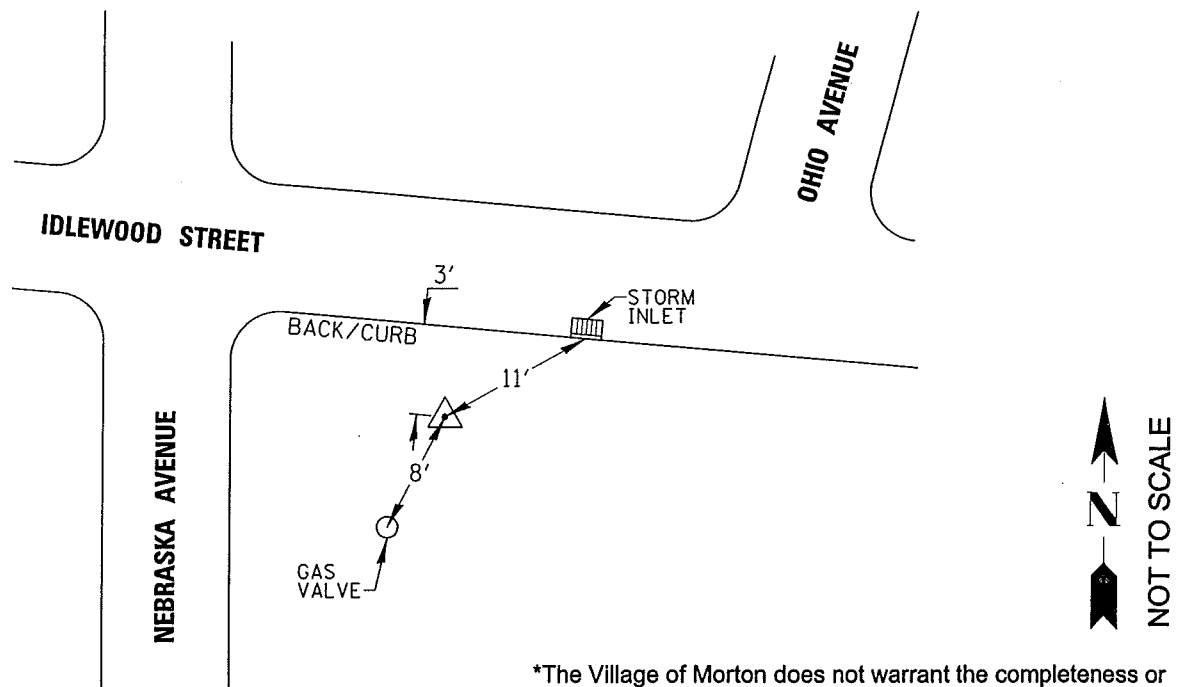 OHIO AVENUE
IDLEWOOD STREET
3'
STORM
INLET
BACK/CURB
11'
8'
GAS
VALVE
NEBRASKA AVENUE
N
NOT TO SCALE
*The Village of Morton does not warrant the completeness or